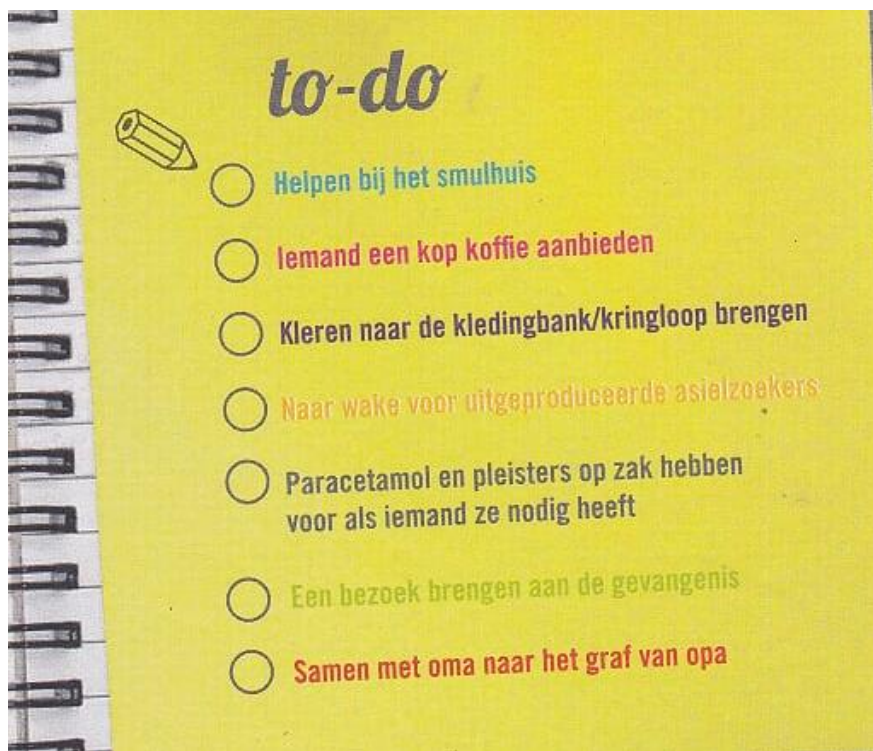 to-do
Helpen bij het smulhuis
Iemand een kop koffie aanbieden
Kleren naar de kledingbank/kringloop brengen
Naar wake voor uitgeproduceerde asielzoekers
Paracetamol en pleisters op zak hebben
voor als iemand ze nodig heeft
Een bezoek brengen aan de gevangenis
Samen met oma naar het graf van opa